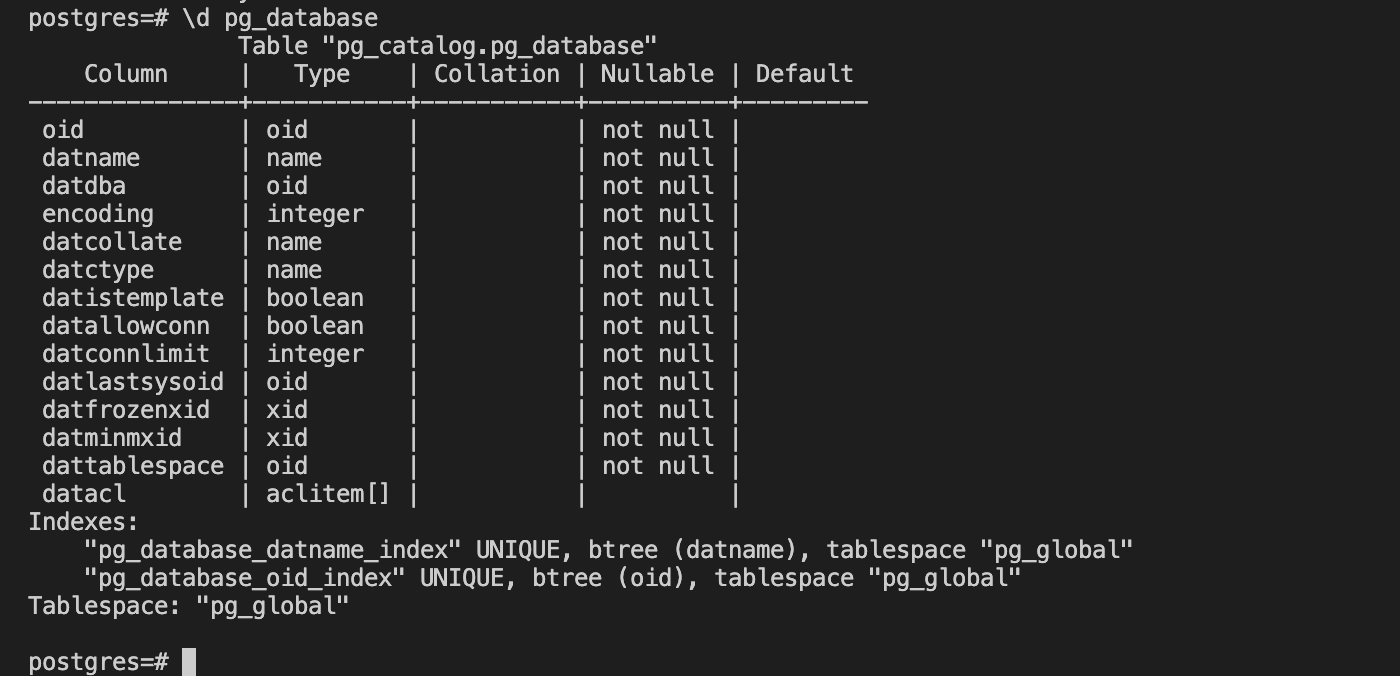 postgres=# \d pg_database
Table "pg_catalog.pg_database"
Column | Type | Collation | Nullable | Default
---------------+-----------+-----------+----------+---------
oid | oid | | not null |
datname | name | | not null |
datdba | oid | | not null |
encoding | integer | | not null |
datcollate | name | | not null |
datctype | name | | not null |
datistemplate | boolean | | not null |
datallowconn | boolean | | not null |
datconnlimit | integer | | not null |
datlastsysoid | oid | | not null |
datfrozenxid | xid | | not null |
datminmxid | xid | | not null |
dattablespace | oid | | not null |
datacl | aclitem[] | | |
Indexes:
"pg_database_datname_index" UNIQUE, btree (datname), tablespace "pg_global"
"pg_database_oid_index" UNIQUE, btree (oid), tablespace "pg_global"
Tablespace: "pg_global"
postgres=#